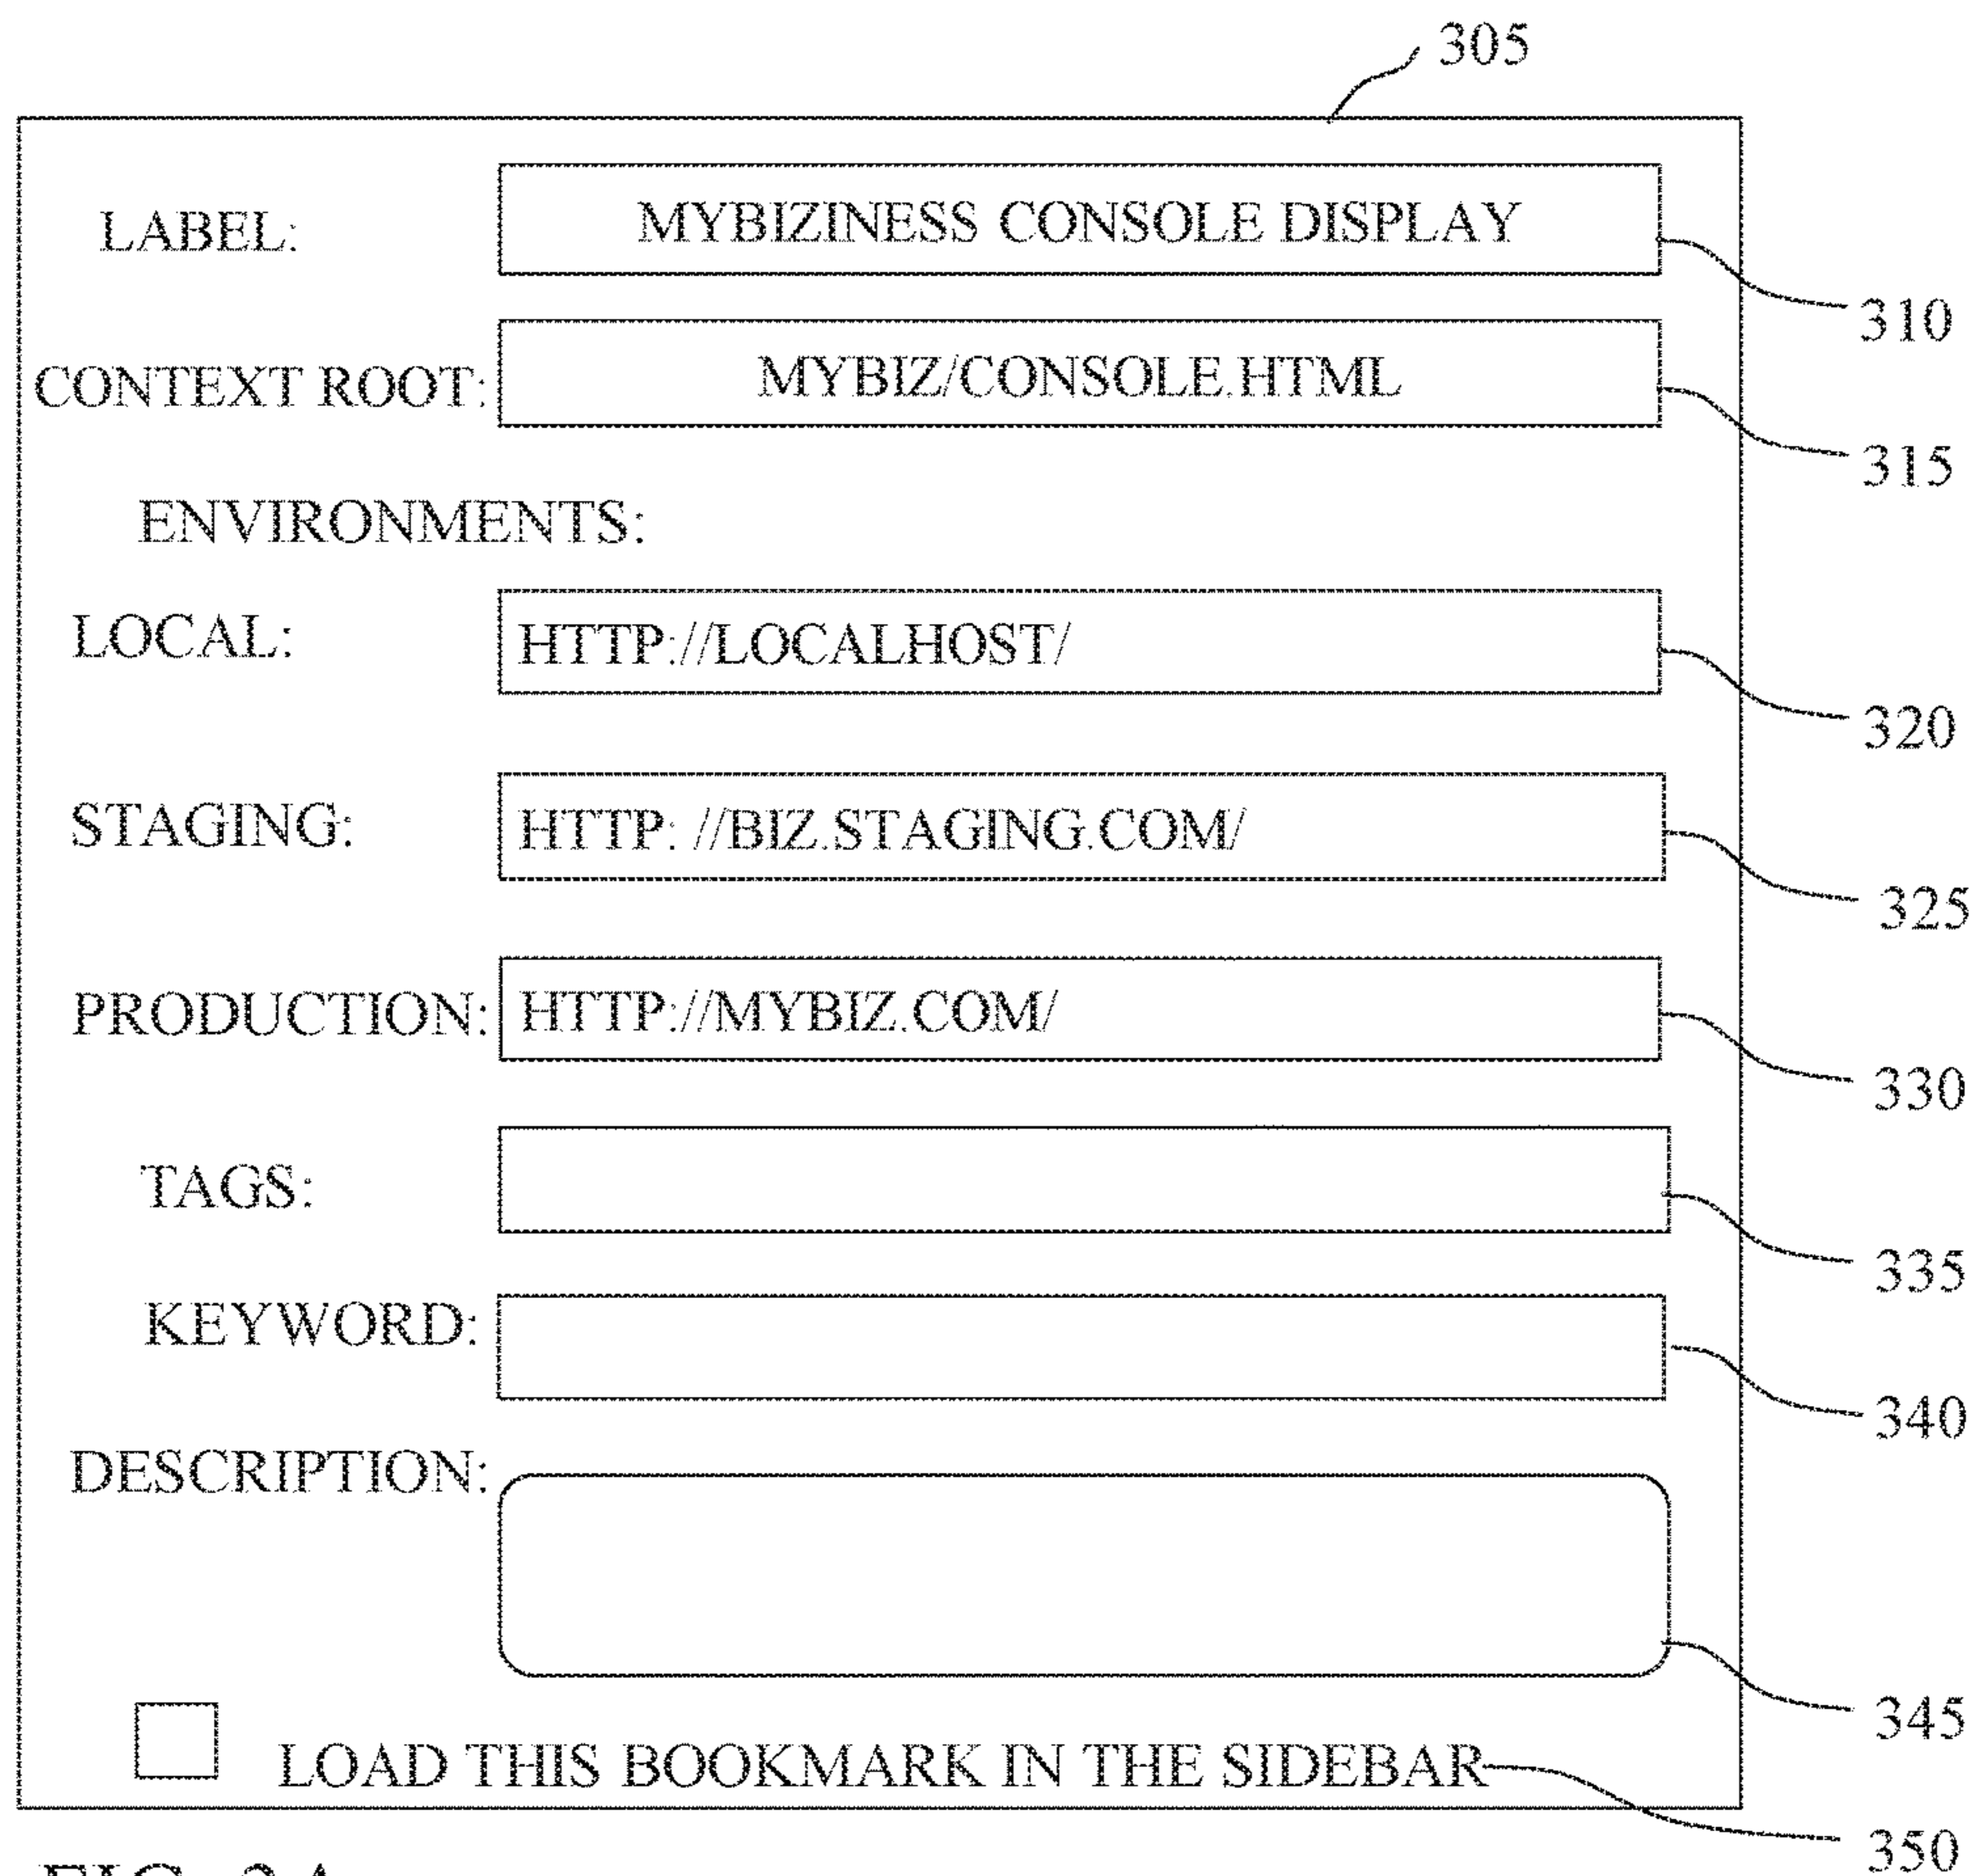 305
LABEL: MYBIZINESS CONSOLE DISPLAY
310
CONTEXT ROOT: MYBIZ/CONSOLE.HTML
315
ENVIRONMENTS:
LOCAL: HTTP://LOCALHOST/
320
STAGING: HTTP: //BIZ.STAGING.COM/
325
PRODUCTION: HTTP://MYBIZ.COM/
330
TAGS:
335
KEYWORD:
340
DESCRIPTION:
345
LOAD THIS BOOKMARK IN THE SIDEBAR
350